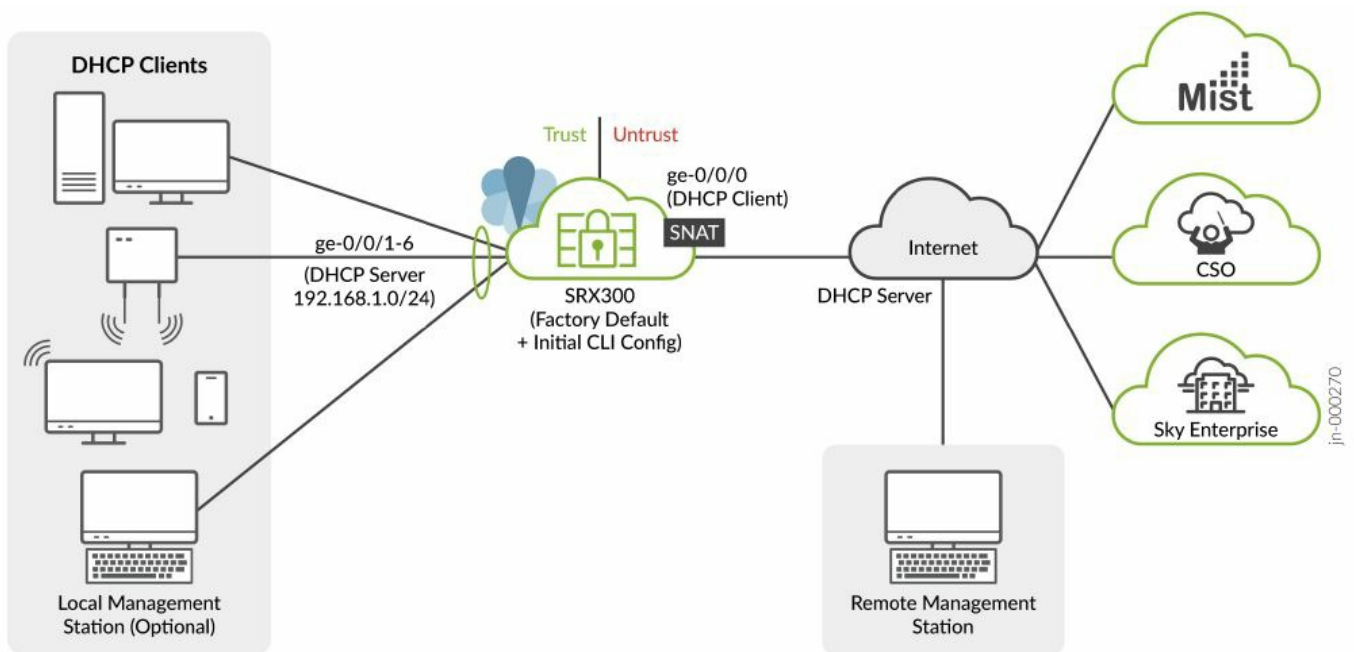 DHCP Clients
ge-0/0/1-6
(DHCP Server
192.168.1.0/24)
Local Management
Station (Optional)
Trust
Untrust
ge-0/0/0
(DHCP Client)
SNAT
SRX300
(Factory Default
+ Initial CLI Config)
Internet
DHCP Server
Remote Management
Station
Mist
CSO
Sky Enterprise
jn-000270